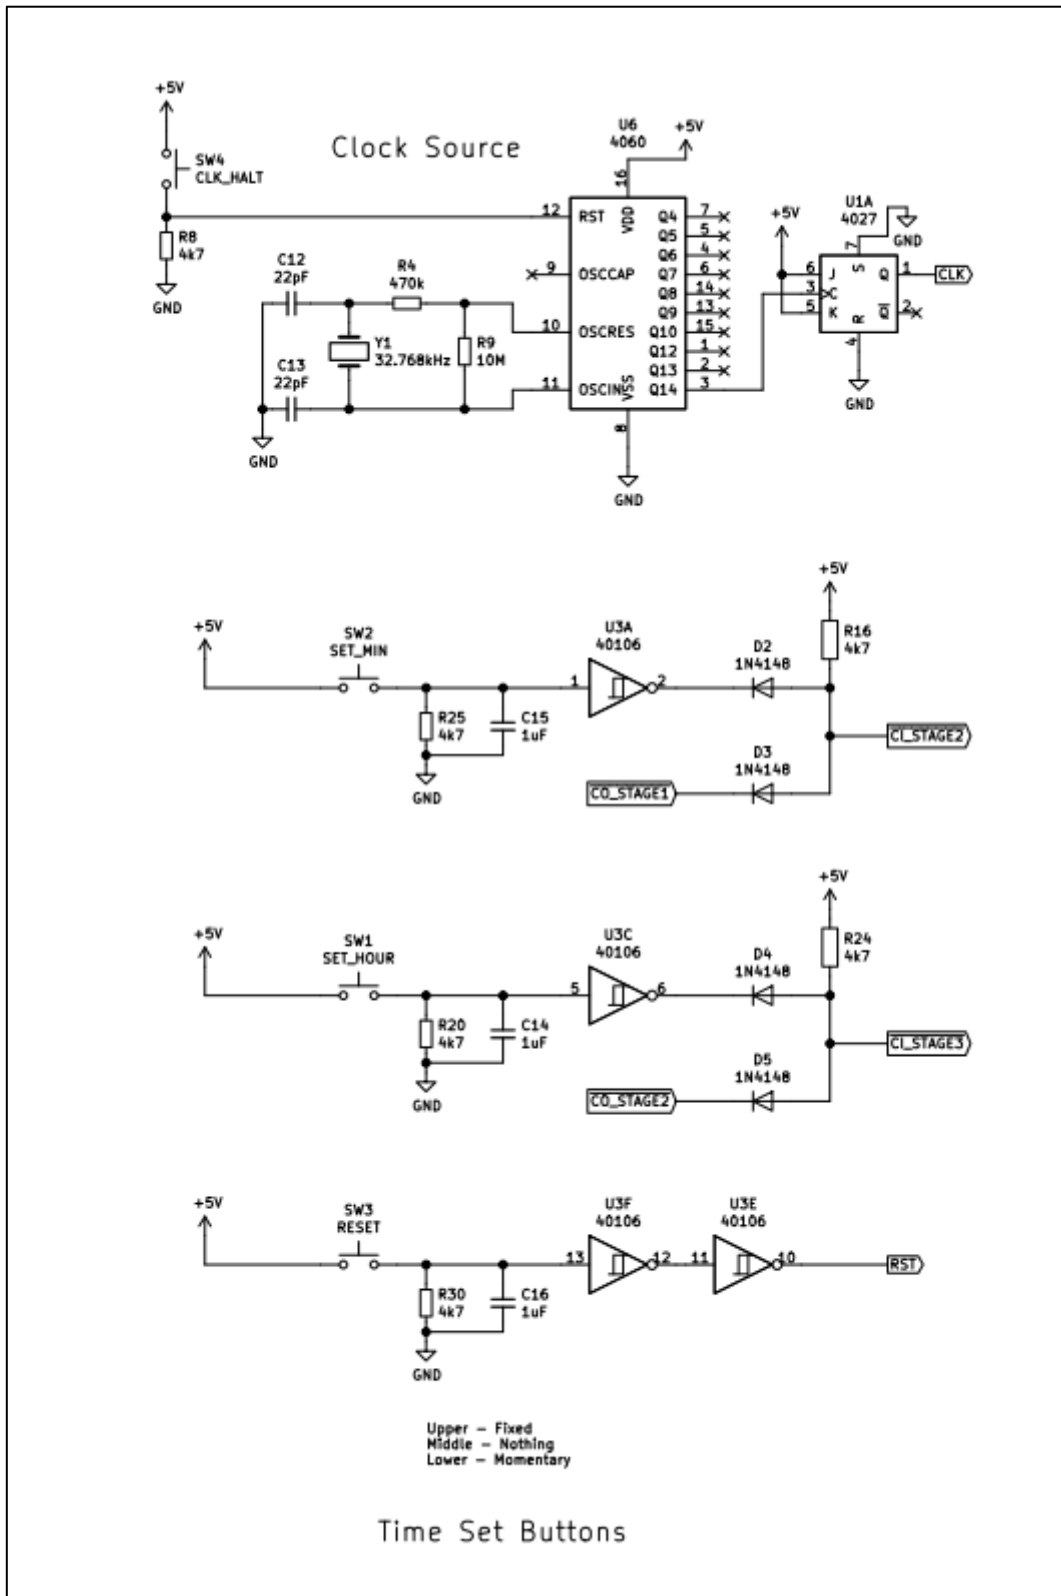 +5V
Clock Source
U6
4060
+5V
SW4
CLK_HALT
16
VDD
12
RST
Q4
7
Q5
5
Q6
4
Q7
6
Q8
14
Q9
13
Q10
15
Q12
1
Q13
2
Q14
3
9
OSCCAP
10
OSCRES
11
OSCIN
VSS
8
GND
R8
4k7
GND
C12
22pF
R4
470k
Y1
32.768kHz
R9
10M
C13
22pF
GND
U1A
4027
+5V
7
GND
6
J
S
Q
1
CLK
3
C
5
K
R
Q
2
4
GND
+5V
SW2
SET_MIN
U3A
40106
1
2
D2
1N4148
+5V
R16
4k7
R25
4k7
C15
1uF
GND
CI_STAGE2
D3
1N4148
CO_STAGE1
+5V
SW1
SET_HOUR
U3C
40106
5
6
D4
1N4148
+5V
R24
4k7
R20
4k7
C14
1uF
GND
CI_STAGE3
D5
1N4148
CO_STAGE2
+5V
SW3
RESET
U3F
40106
13
12
U3E
40106
11
10
RST
R30
4k7
C16
1uF
GND
Upper – Fixed
Middle – Nothing
Lower – Momentary
Time Set Buttons